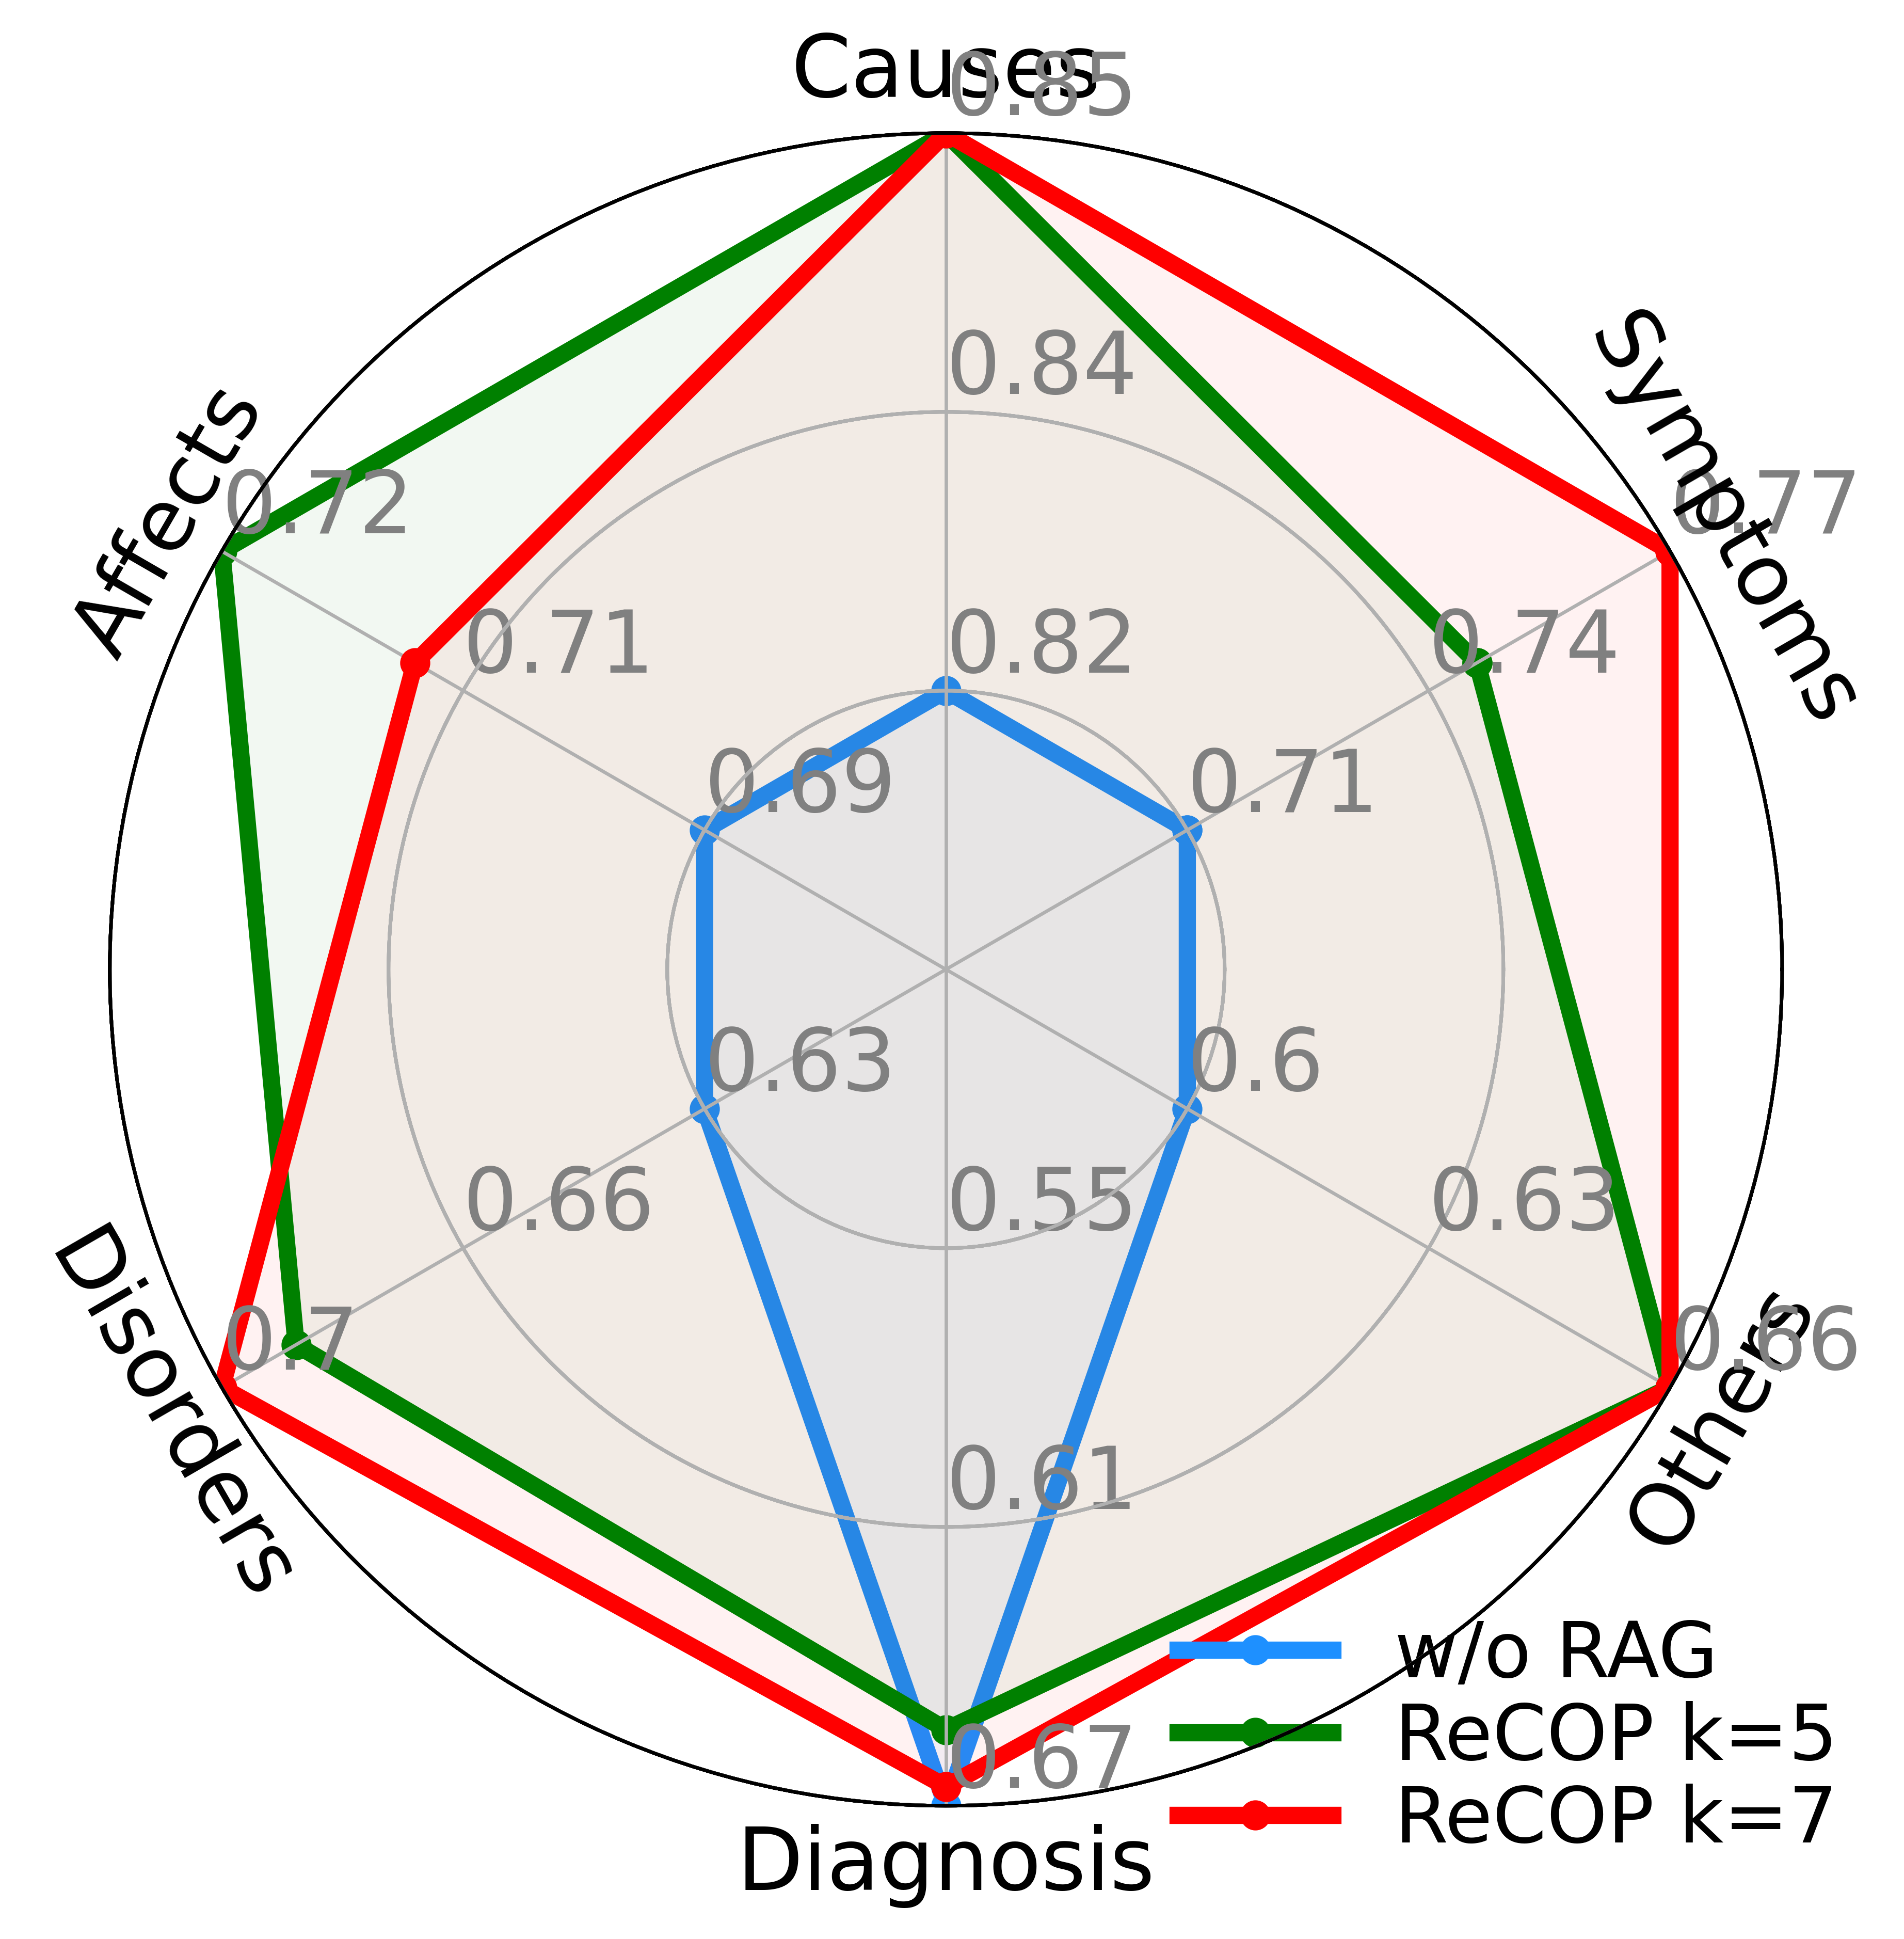 Causes
0.85
Symptoms
0.84
Affects
0.72
0.77
0.71
0.82
0.74
0.69
0.71
0.63
0.6
0.66
0.55
0.63
Disorders
0.7
0.66
Others
0.61
w/o RAG
0.67
ReCOP k=5
ReCOP k=7
Diagnosis